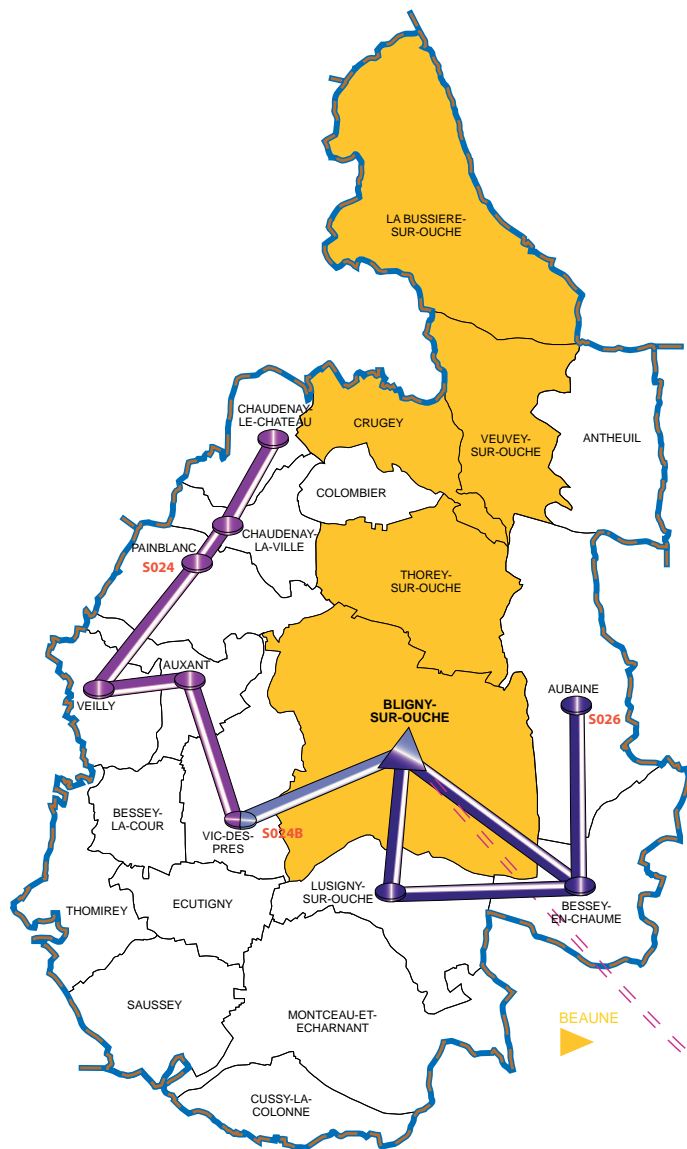 LA BUSSIERE-
SUR-OUCHE
CHAUDENAY-
LE-CHATEAU
CRUGEY
VEUVEY-
SUR-OUCHE
ANTHEUIL
COLOMBIER
CHAUDENAY-
LA-VILLE
PAINBLANC
S024
THOREY-
SUR-OUCHE
AUXANT
VEILLY
BLIGNY-
SUR-OUCHE
AUBAINE
S026
BESSEY-
LA-COUR
VIC-DES-
PRES
S024B
LUSIGNY-
SUR-OUCHE
BESSEY-
EN-CHAUME
THOMIREY
ECUTIGNY
SAUSSEY
MONTCEAU-ET-
ECHARNANT
BEAUNE
CUSSY-LA-
COLONNE